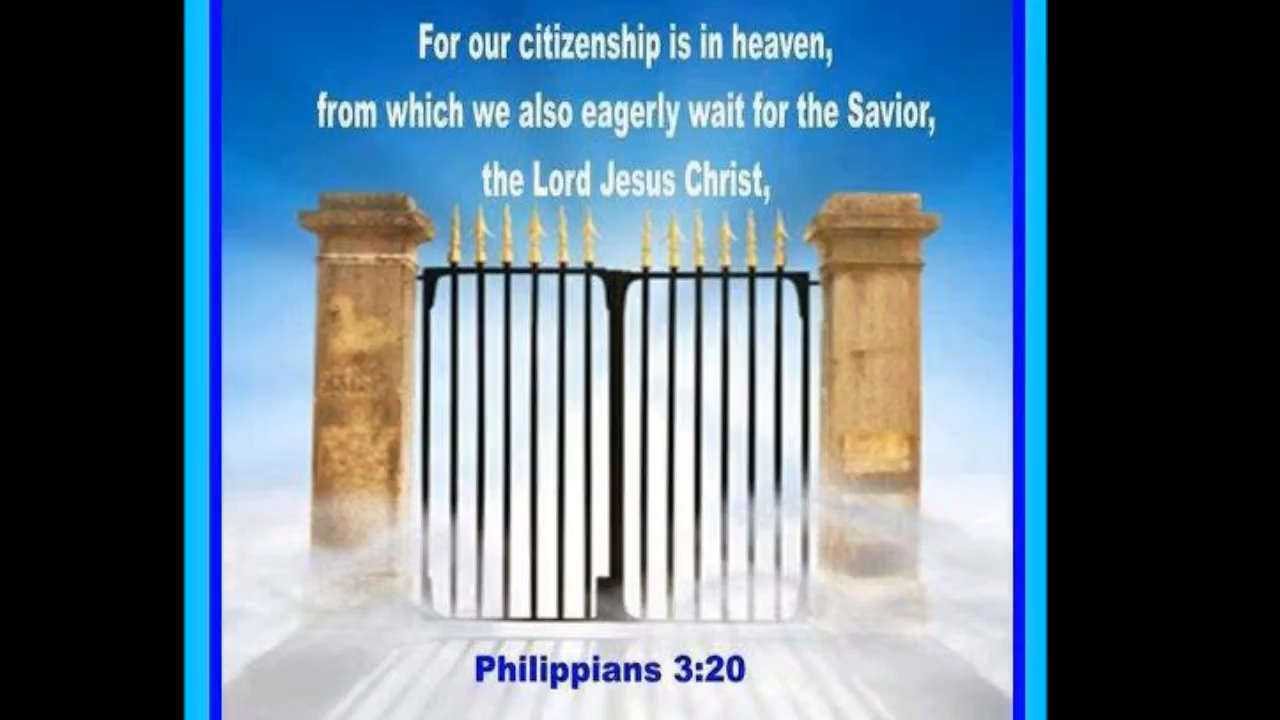 For our citizenship is in heaven,
from which we also eagerly wait for the Savior,
the Lord Jesus Christ,
Philippians 3:20